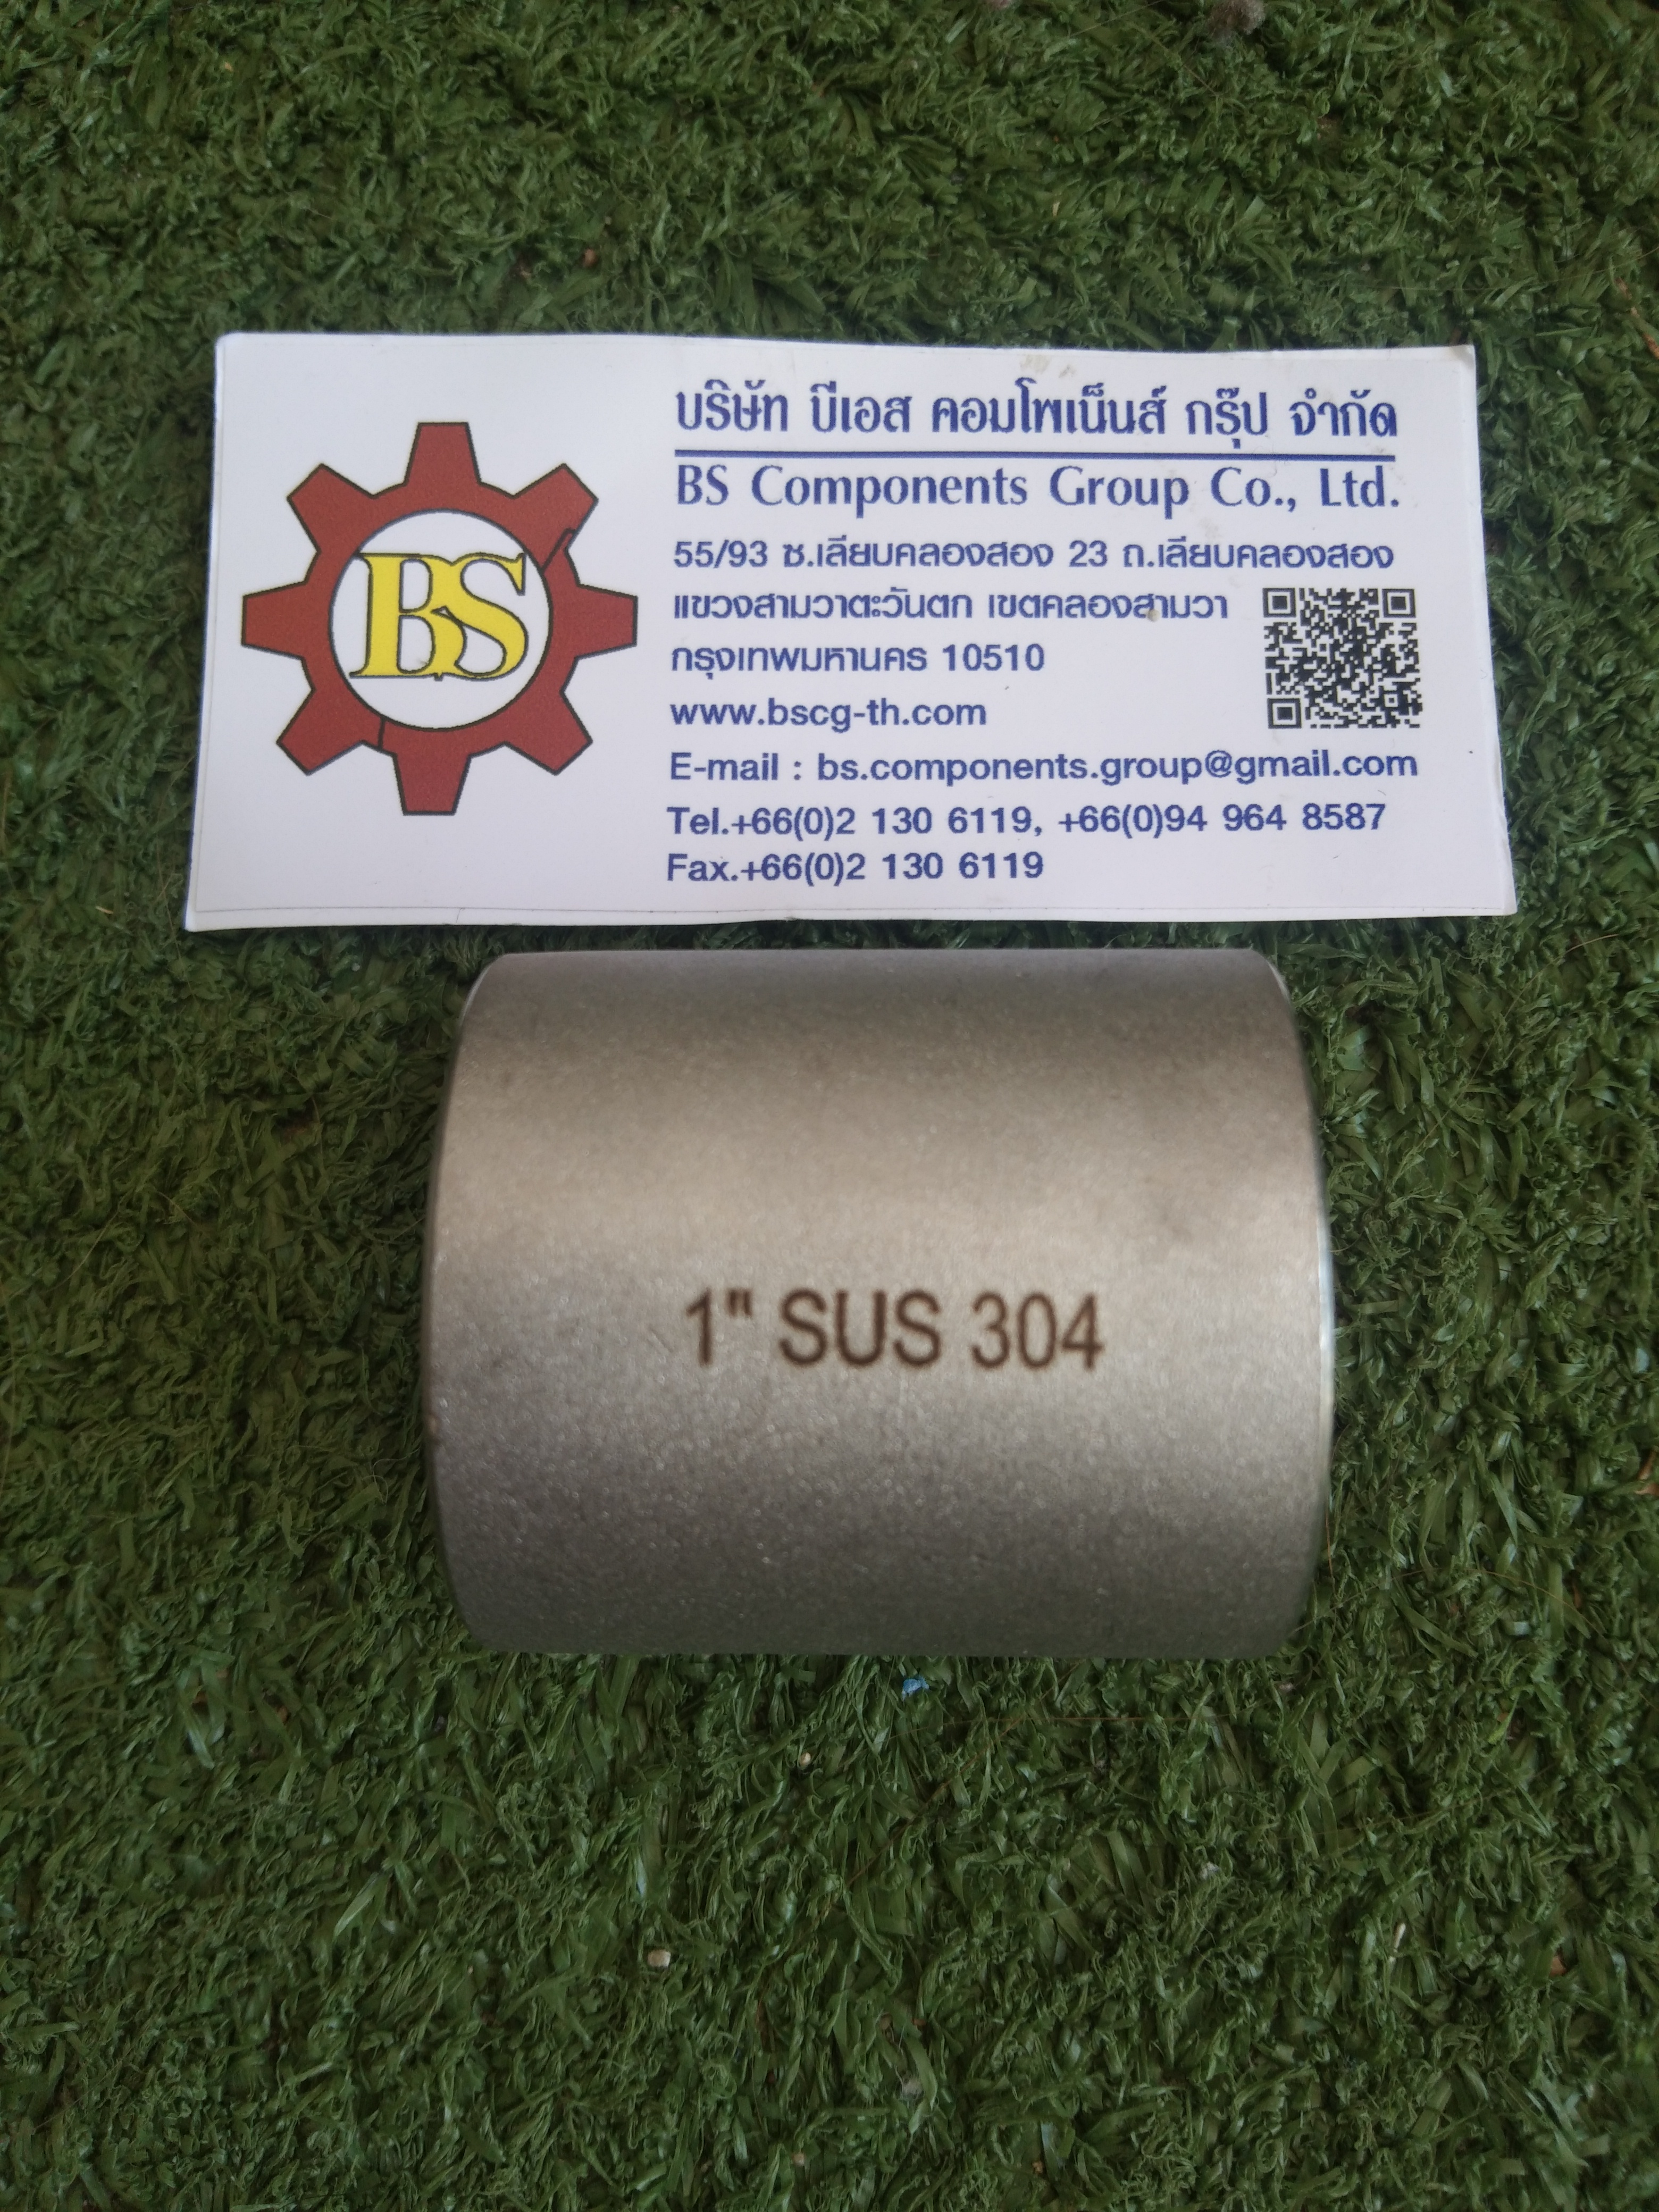 BS
บริษัท บีเอส คอมโพเน็นส์ กรุ๊ป จำกัด
BS Components Group Co., Ltd.
55/93 ซ.เลียบคลองสอง 23 ถ.เลียบคลองสอง
แขวงสามวาตะวันตก เขตคลองสามวา
กรุงเทพมหานคร 10510
www.bscg-th.com
E-mail : bs.components.group@gmail.com
Tel.+66(0)2 130 6119, +66(0)94 964 8587
Fax.+66(0)2 130 6119
1" SUS 304